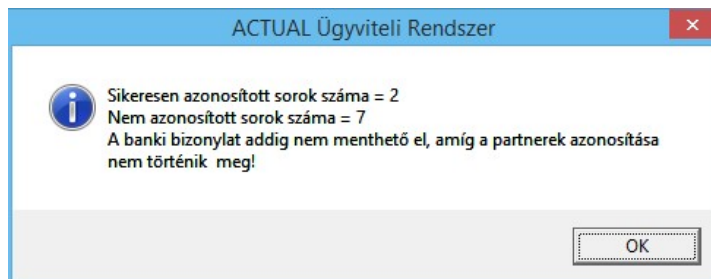 ACTUAL Ügyviteli Rendszer
Sikeresen azonosított sorok száma = 2
Nem azonosított sorok száma = 7
A banki bizonylat addig nem menthető el, amíg a partnerek azonosítása
nem történik  meg!
OK